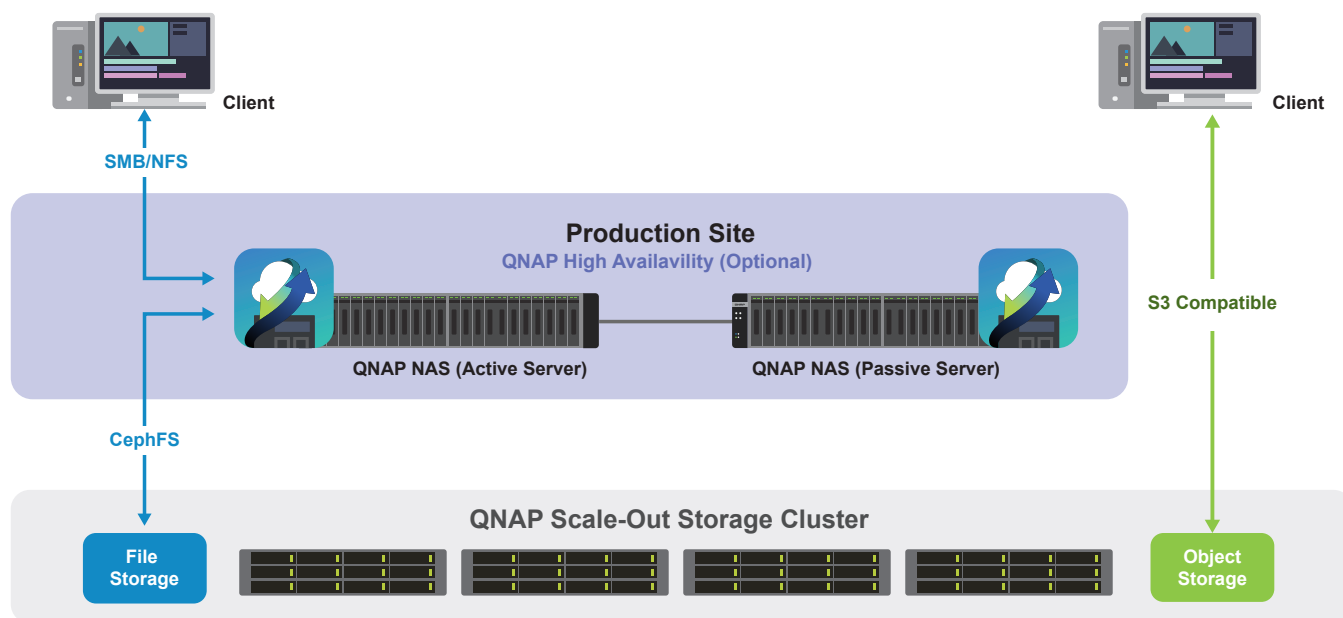 Client
Client
SMB/NFS
Production Site
QNAP High Availavility (Optional)
S3 Compatible
QNAP NAS (Active Server)
QNAP NAS (Passive Server)
CephFS
QNAP Scale-Out Storage Cluster
File
Storage
Object
Storage